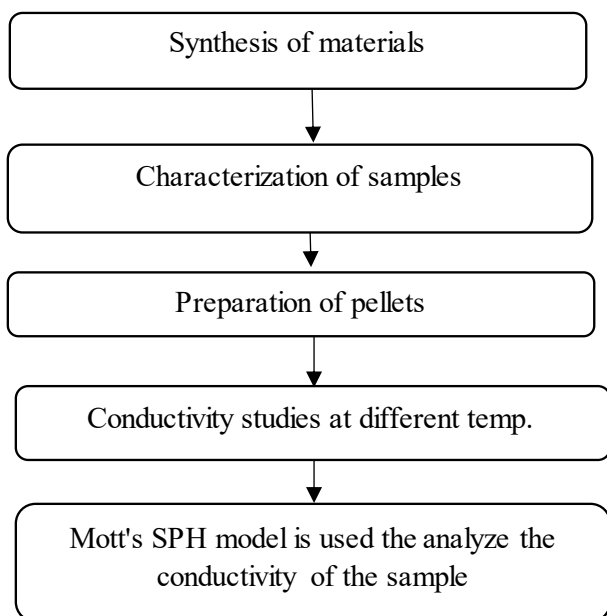 Synthesis of materials
Characterization of samples
Preparation of pellets
Conductivity studies at different temp.
Mott's SPH model is used the analyze the
conductivity of the sample